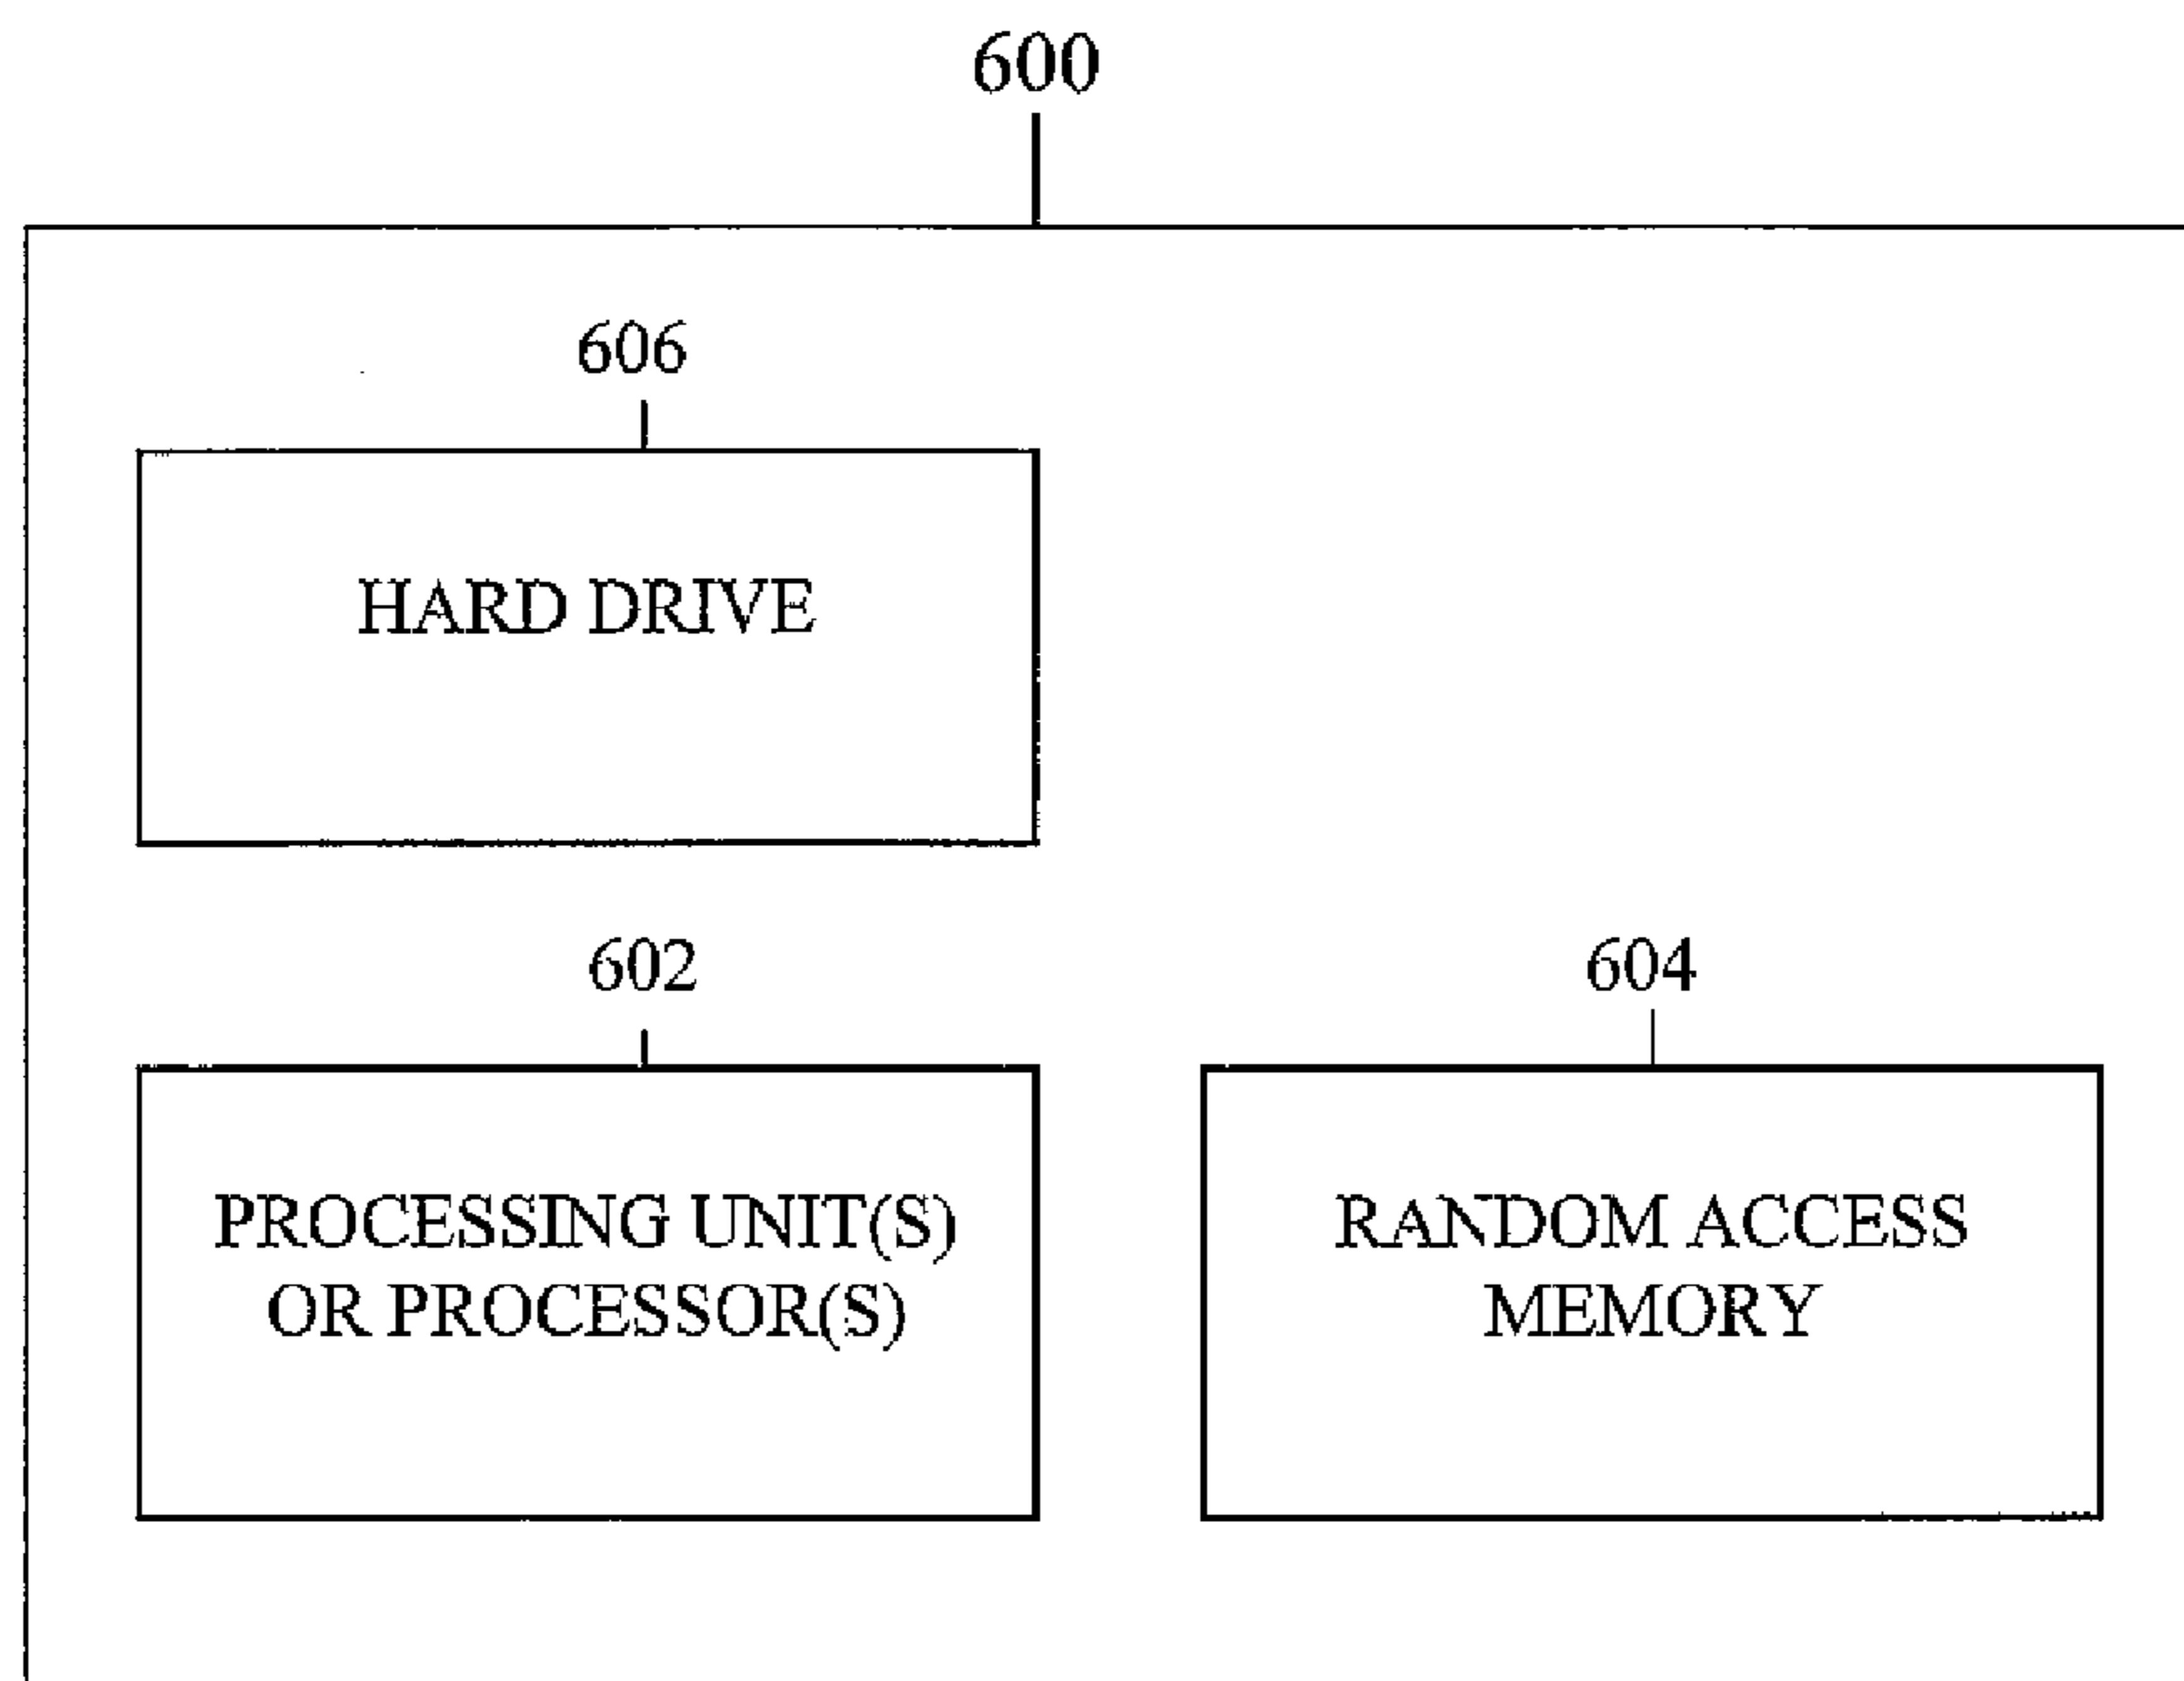 600
606
HARD DRIVE
602
604
PROCESSING UNIT(S)
OR PROCESSOR(S)
RANDOM ACCESS
MEMORY